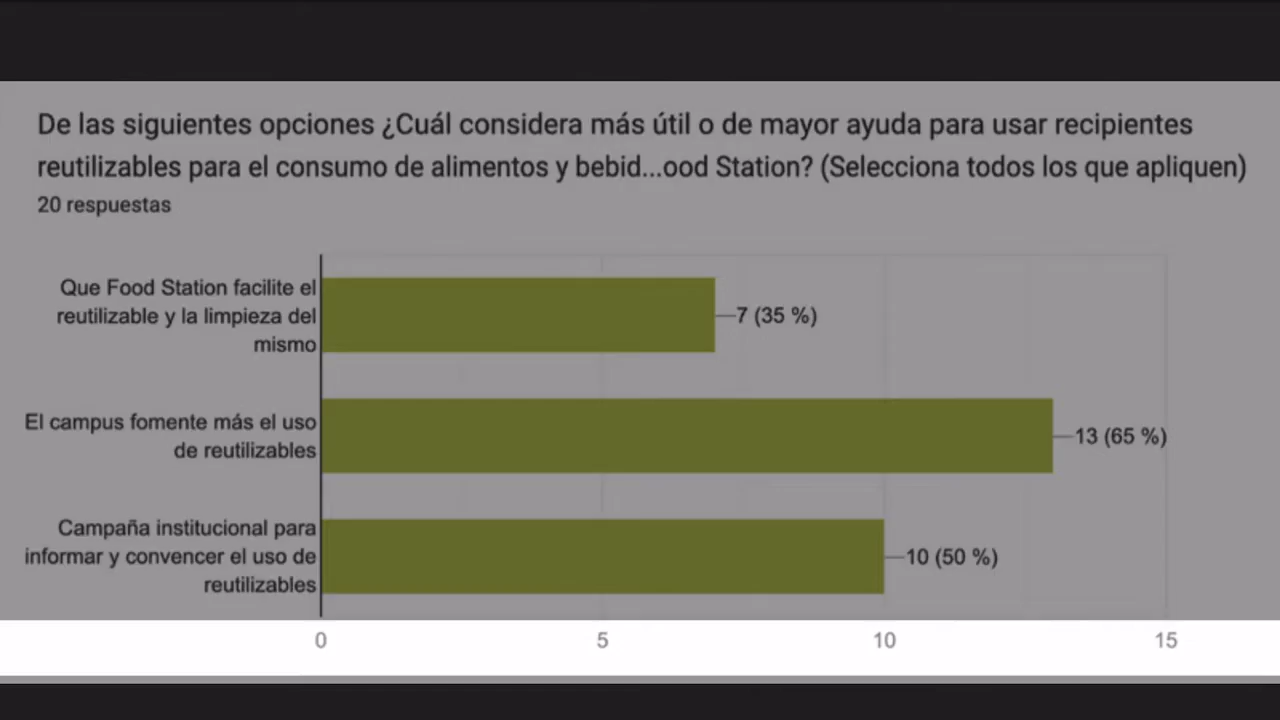 De las siguientes opciones ¿Cuál considera más útil o de mayor ayuda para usar recipientes
reutilizables para el consumo de alimentos y bebid...ood Station? (Selecciona todos los que apliquen)
20 respuestas
Que Food Station facilite el
reutilizable y la limpieza del
mismo
7 (35 %)
El campus fomente más el uso
de reutilizables
13 (65 %)
Campaña institucional para
informar y convencer el uso de
reutilizables
10 (50 %)
0 5 10 15